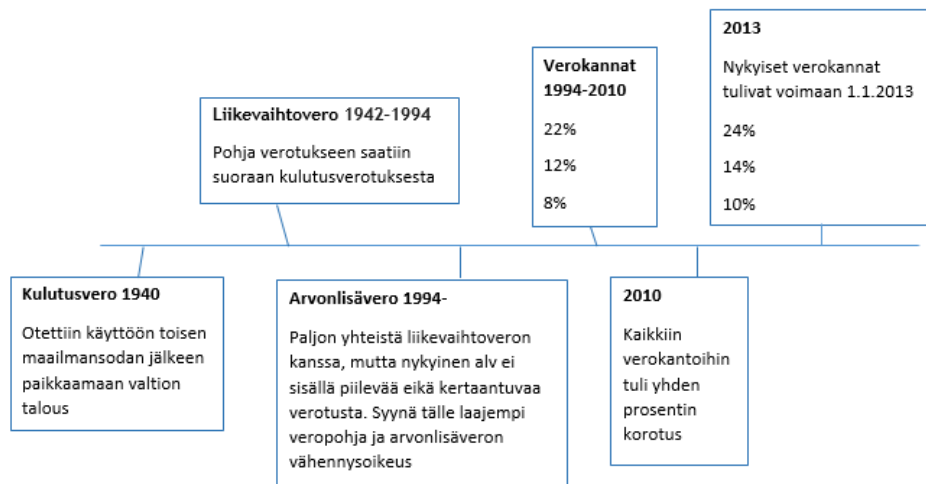 Kulutusvero 1940
Otettiin käyttöön toisen
maailmansodan jälkeen
paikkaamaan valtion
talous
Liikevaihtovero 1942-1994
Pohja verotukseen saatiin
suoraan kulutusverotuksesta
Arvonlisävero 1994-
Paljon yhteistä liikevaihtoveron
kanssa, mutta nykyinen alv ei
sisällä piilevää eikä kertaantuvaa
verotusta. Syynä tälle laajempi
veropohja ja arvonlisäveron
vähennysoikeus
Verokannat
1994-2010
22%
12%
8%
2010
Kaikkiin
verokantoihin
tuli yhden
prosentin
korotus
2013
Nykyiset verokannat
tulivat voimaan 1.1.2013
24%
14%
10%